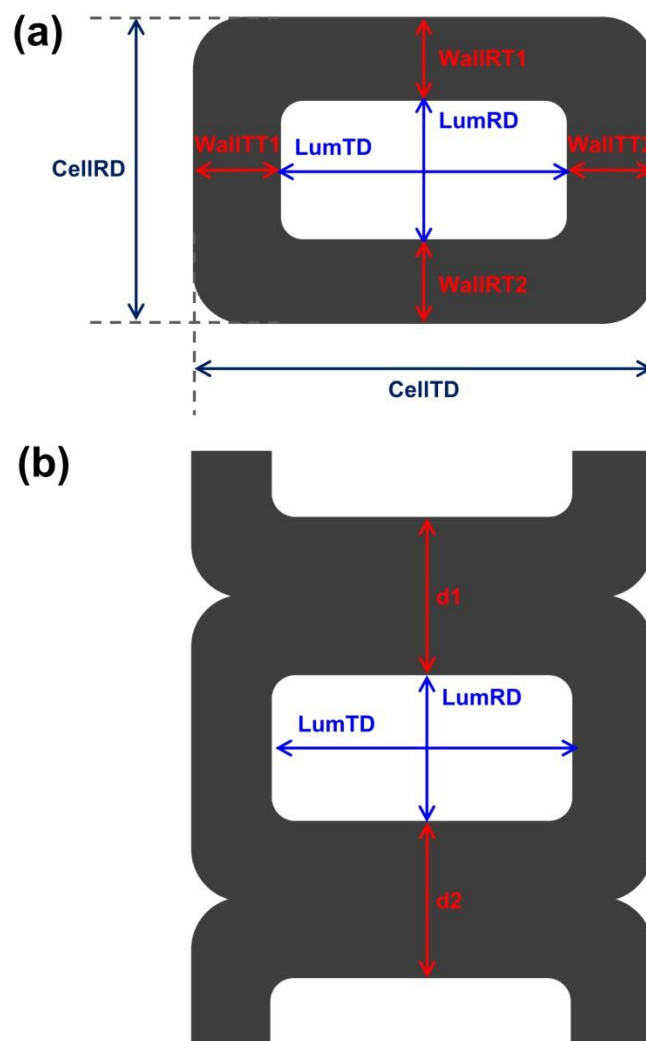 (a)
WallRT1
LumRD
WallTT1
LumTD
WallTT2
CellRD
WallRT2
CellTD
(b)
d1
LumRD
LumTD
d2